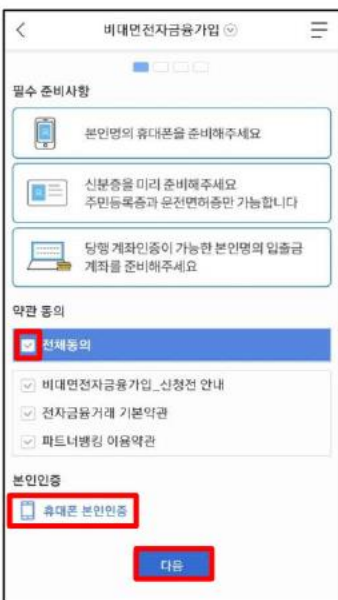 비대면전자금융가입
필수 준비사항
본인명의 휴대폰을 준비해주세요
신분증을 미리 준비해주세요
주민등록증과 운전면허증만 가능합니다
당행 계좌인증이 가능한 본인명의 입출금
계좌를 준비해주세요
약관 동의
전체동의
비대면전자금융가입_신청전 안내
전자금융거래 기본약관
파트너뱅킹 이용약관
본인인증
휴대폰 본인인증
다음